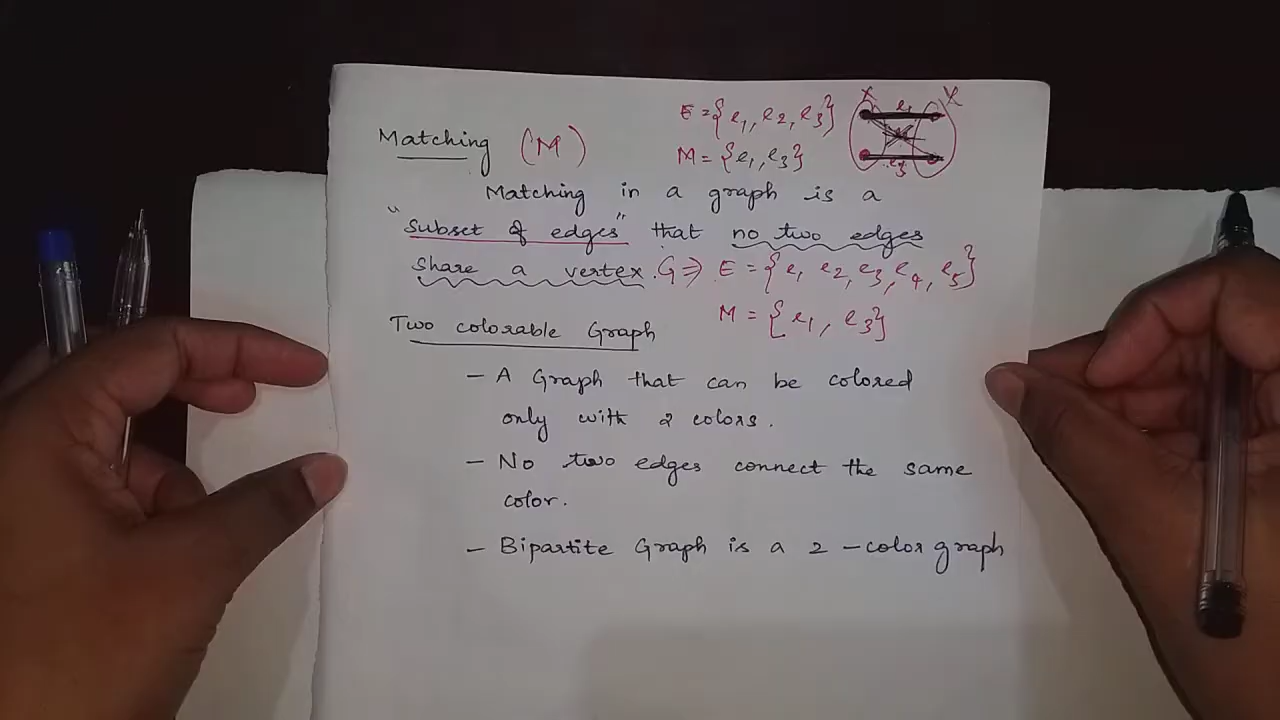 E = {e1, e2, e3}
Matching (M)
M = {e1, e3}
X Y
e1
e3
Matching in a graph is a
"subset of edges" that no two edges
share a vertex. G ⇒ E = {e1 e2, e3, e4, e5}
M = {e1, e3}
Two colorable Graph
- A Graph that can be colored
only with 2 colors.
- No two edges connect the same
color.
- Bipartite Graph is a 2-color graph